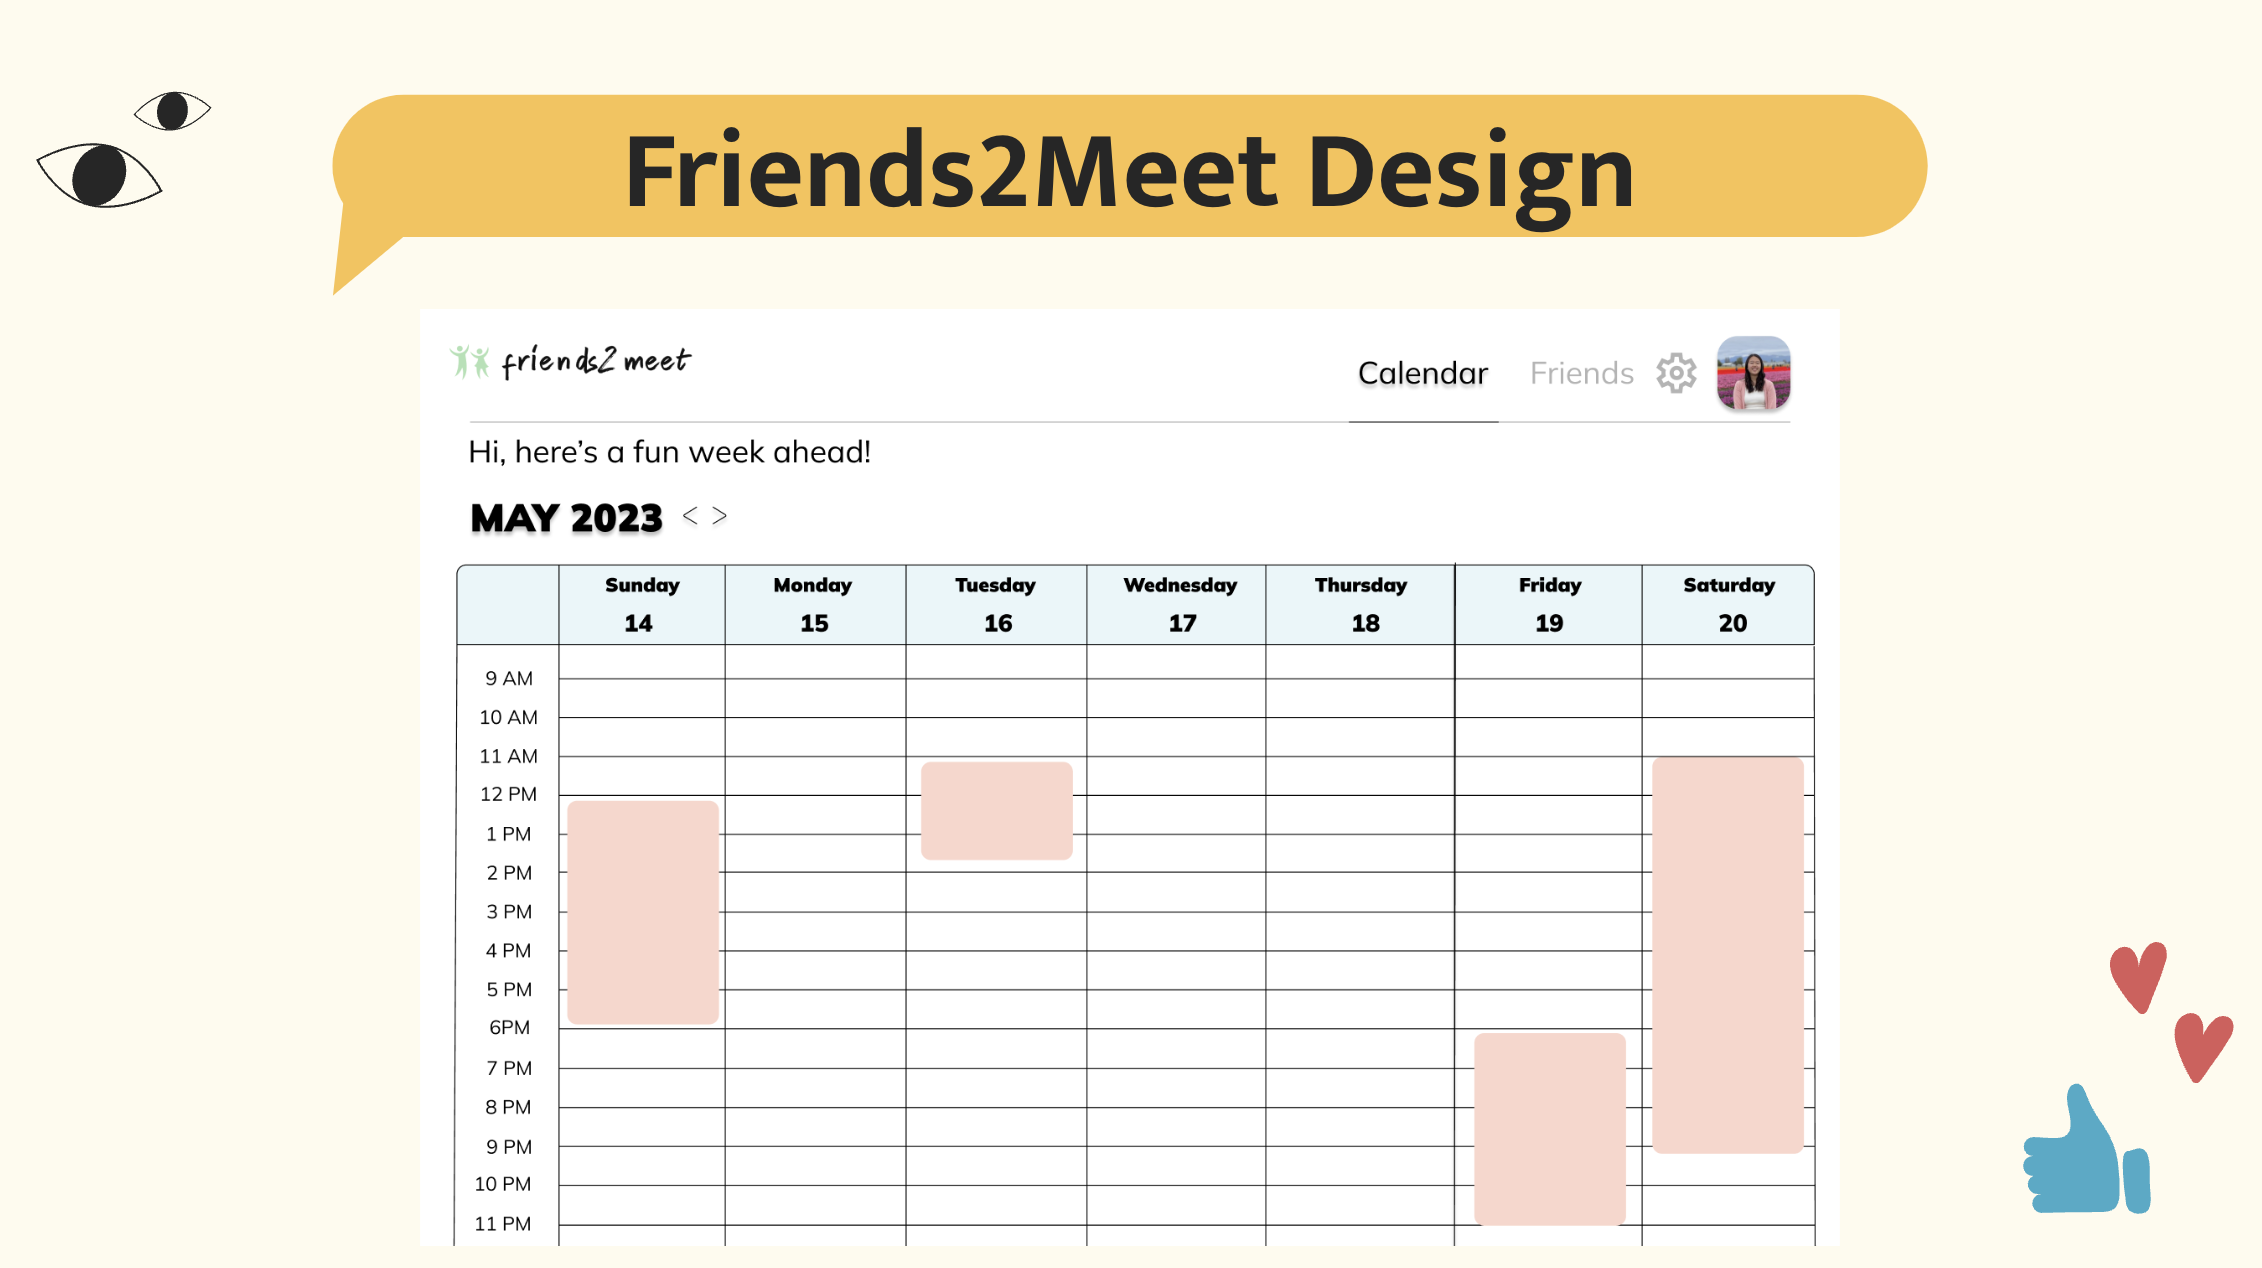 Friends2Meet Design
friends2meet
Calendar Friends
Hi, here's a fun week ahead!
MAY 2023 < >
Sunday Monday Tuesday Wednesday Thursday Friday Saturday
14 15 16 17 18 19 20
9 AM
10 AM
11 AM
12 PM
1 PM
2 PM
3 PM
4 PM
5 PM
6PM
7 PM
8 PM
9 PM
10 PM
11 PM